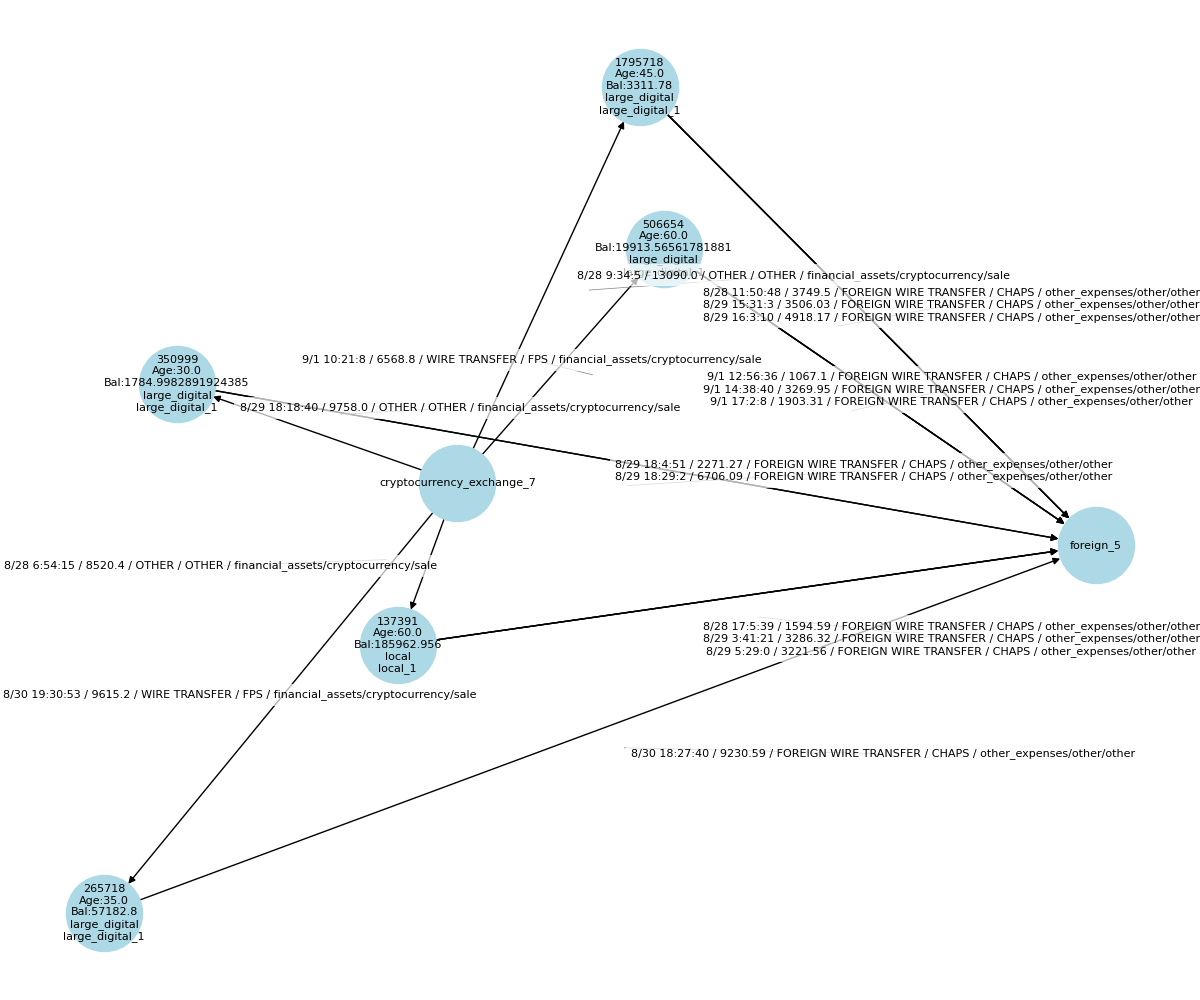 1795718
Age:45.0
Bal:3311.78
large_digital
large_digital_1
506654
Age:60.0
Bal:19913.56561781881
large_digital
large_digital_1
8/28 9:34:5 / 13090.0 / OTHER / OTHER / financial_assets/cryptocurrency/sale
8/28 11:50:48 / 3749.5 / FOREIGN WIRE TRANSFER / CHAPS / other_expenses/other/other
8/29 15:31:3 / 3506.03 / FOREIGN WIRE TRANSFER / CHAPS / other_expenses/other/other
8/29 16:3:10 / 4918.17 / FOREIGN WIRE TRANSFER / CHAPS / other_expenses/other/other
350999
Age:30.0
Bal:1784.9982891924385
large_digital
large_digital_1
9/1 10:21:8 / 6568.8 / WIRE TRANSFER / FPS / financial_assets/cryptocurrency/sale
9/1 12:56:36 / 1067.1 / FOREIGN WIRE TRANSFER / CHAPS / other_expenses/other/other
9/1 14:38:40 / 3269.95 / FOREIGN WIRE TRANSFER / CHAPS / other_expenses/other/other
9/1 17:2:8 / 1903.31 / FOREIGN WIRE TRANSFER / CHAPS / other_expenses/other/other
8/29 18:18:40 / 9758.0 / OTHER / OTHER / financial_assets/cryptocurrency/sale
8/29 18:4:51 / 2271.27 / FOREIGN WIRE TRANSFER / CHAPS / other_expenses/other/other
8/29 18:29:2 / 6706.09 / FOREIGN WIRE TRANSFER / CHAPS / other_expenses/other/other
cryptocurrency_exchange_7
foreign_5
8/28 6:54:15 / 8520.4 / OTHER / OTHER / financial_assets/cryptocurrency/sale
137391
Age:60.0
Bal:185962.956
local
local_1
8/28 17:5:39 / 1594.59 / FOREIGN WIRE TRANSFER / CHAPS / other_expenses/other/other
8/29 3:41:21 / 3286.32 / FOREIGN WIRE TRANSFER / CHAPS / other_expenses/other/other
8/29 5:29:0 / 3221.56 / FOREIGN WIRE TRANSFER / CHAPS / other_expenses/other/other
8/30 19:30:53 / 9615.2 / WIRE TRANSFER / FPS / financial_assets/cryptocurrency/sale
8/30 18:27:40 / 9230.59 / FOREIGN WIRE TRANSFER / CHAPS / other_expenses/other/other
265718
Age:35.0
Bal:57182.8
large_digital
large_digital_1